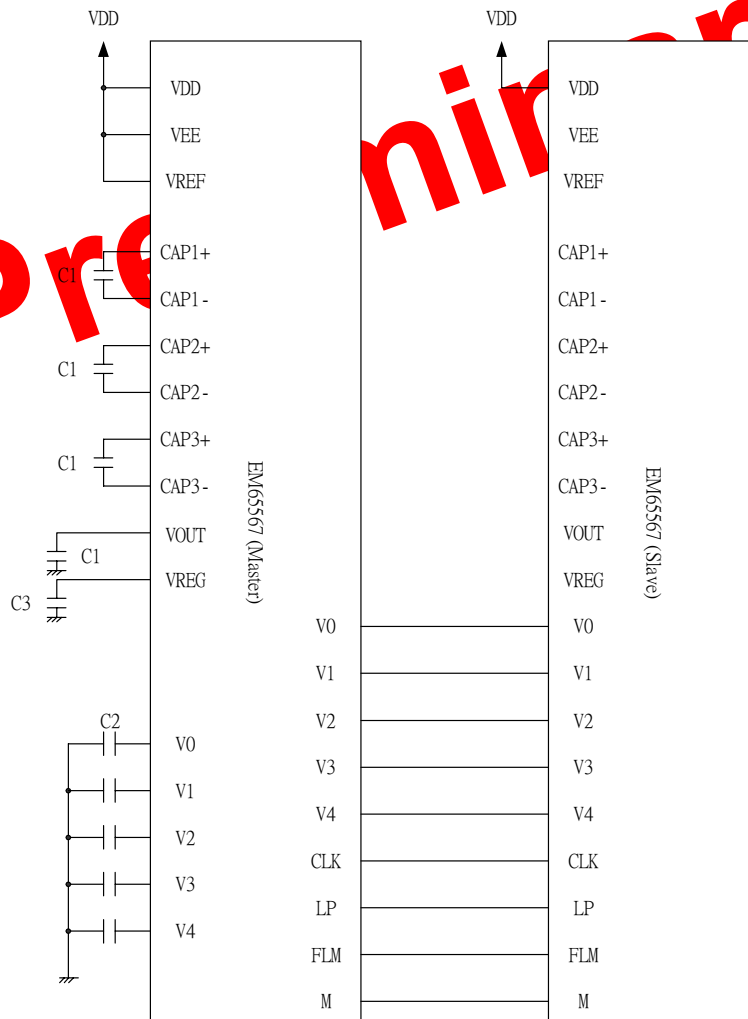 VDD
VDD
VEE
VREF
CAP1+
C1
CAP1-
CAP2+
C1
CAP2-
CAP3+
C1
CAP3-
VOUT
C1
VREG
C3
C2
V0
V1
V2
V3
V4
EM65567 (Master)
V0
V1
V2
V3
V4
CLK
LP
FLM
M
VDD
VDD
VEE
VREF
CAP1+
CAP1-
CAP2+
CAP2-
CAP3+
CAP3-
VOUT
VREG
V0
V1
V2
V3
V4
CLK
LP
FLM
M
EM65567 (Slave)